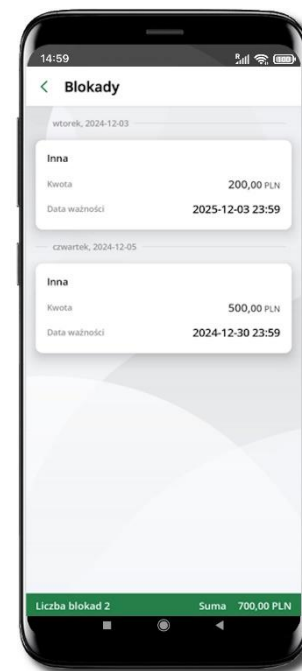 14:59
Blokady
wtorek, 2024-12-03
Inna
Kwota 200,00 PLN
Data ważności 2025-12-03 23:59
czwartek, 2024-12-05
Inna
Kwota 500,00 PLN
Data ważności 2024-12-30 23:59
Liczba blokad 2 Suma 700,00 PLN